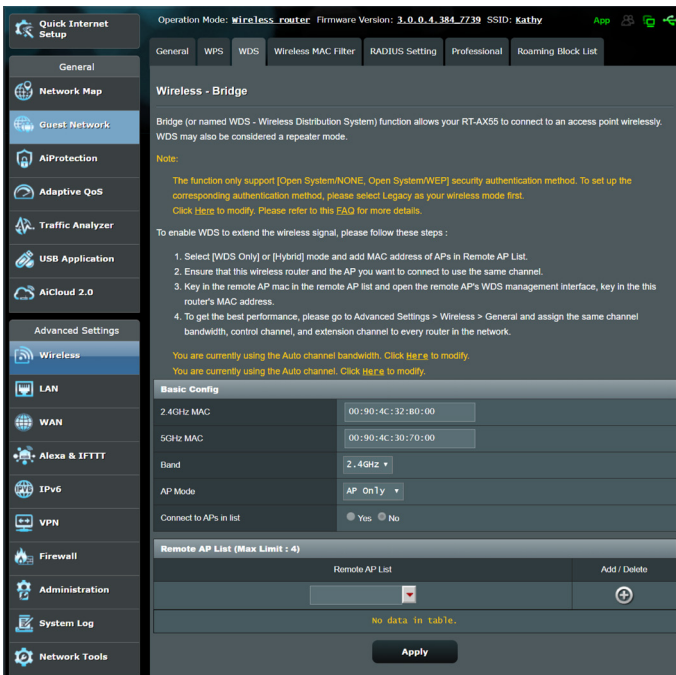 Quick Internet
Setup
General
Network Map
Guest Network
AiProtection
Adaptive QoS
Traffic Analyzer
USB Application
AiCloud 2.0
Advanced Settings
Wireless
LAN
WAN
Alexa & IFTTT
IPv6
VPN
Firewall
Administration
System Log
Network Tools
Operation Mode: Wireless router Firmware Version: 3.0.0.4.384_7739 SSID: Kathy App
General WPS WDS Wireless MAC Filter RADIUS Setting Professional Roaming Block List
Wireless - Bridge
Bridge (or named WDS - Wireless Distribution System) function allows your RT-AX55 to connect to an access point wirelessly.
WDS may also be considered a repeater mode.
Note:
The function only support [Open System/NONE, Open System/WEP] security authentication method. To set up the
corresponding authentication method, please select Legacy as your wireless mode first.
Click Here to modify. Please refer to this FAQ for more details.
To enable WDS to extend the wireless signal, please follow these steps :
1. Select [WDS Only] or [Hybrid] mode and add MAC address of APs in Remote AP
List.
2. Ensure that this wireless router and the AP you want to connect to use the same
channel.
3. Key in the remote AP mac in the remote AP list and open the remote AP's WDS management interface, key in the this
router's MAC address.
4. To get the best performance, please go to Advanced Settings > Wireless > General and assign the same channel
bandwidth, control channel, and extension channel to every router in the network.
You are currently using the Auto channel bandwidth. Click Here to modify.
You are currently using the Auto channel. Click Here to modify.
Basic Config
2.4GHz MAC 00:90:4C:32:B0:00
5GHz MAC 00:90:4C:30:70:00
Band 2.4GHz
AP Mode AP Only
Connect to APs in list Yes No
Remote AP List (Max Limit : 4)
Remote AP List Add / Delete
No data in table.
Apply